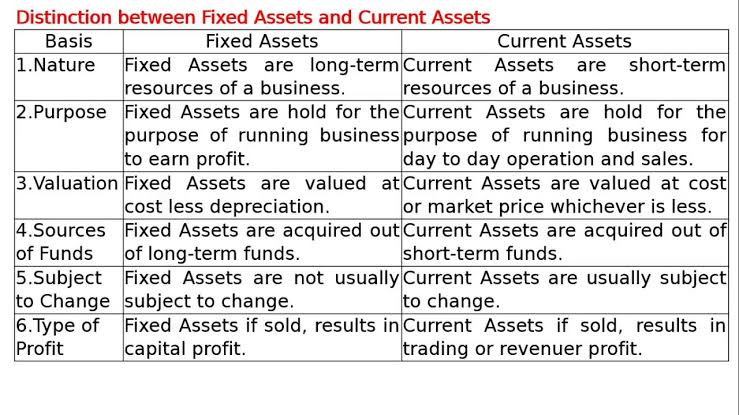 Distinction between Fixed Assets and Current Assets
Basis Fixed Assets Current Assets
1.Nature Fixed Assets are long-term Current Assets are short-term
resources of a business. resources of a business.
2.Purpose Fixed Assets are hold for the Current Assets are hold for the
purpose of running business purpose of running business for
to earn profit. day to day operation and sales.
3.Valuation Fixed Assets are valued at Current Assets are valued at cost
cost less depreciation. or market price whichever is less.
4.Sources Fixed Assets are acquired out Current Assets are acquired out of
of Funds of long-term funds. short-term funds.
5.Subject Fixed Assets are not usually Current Assets are usually subject
to Change subject to change. to change.
6.Type of Fixed Assets if sold, results in Current Assets if sold, results in
Profit capital profit. trading or revenuer profit.